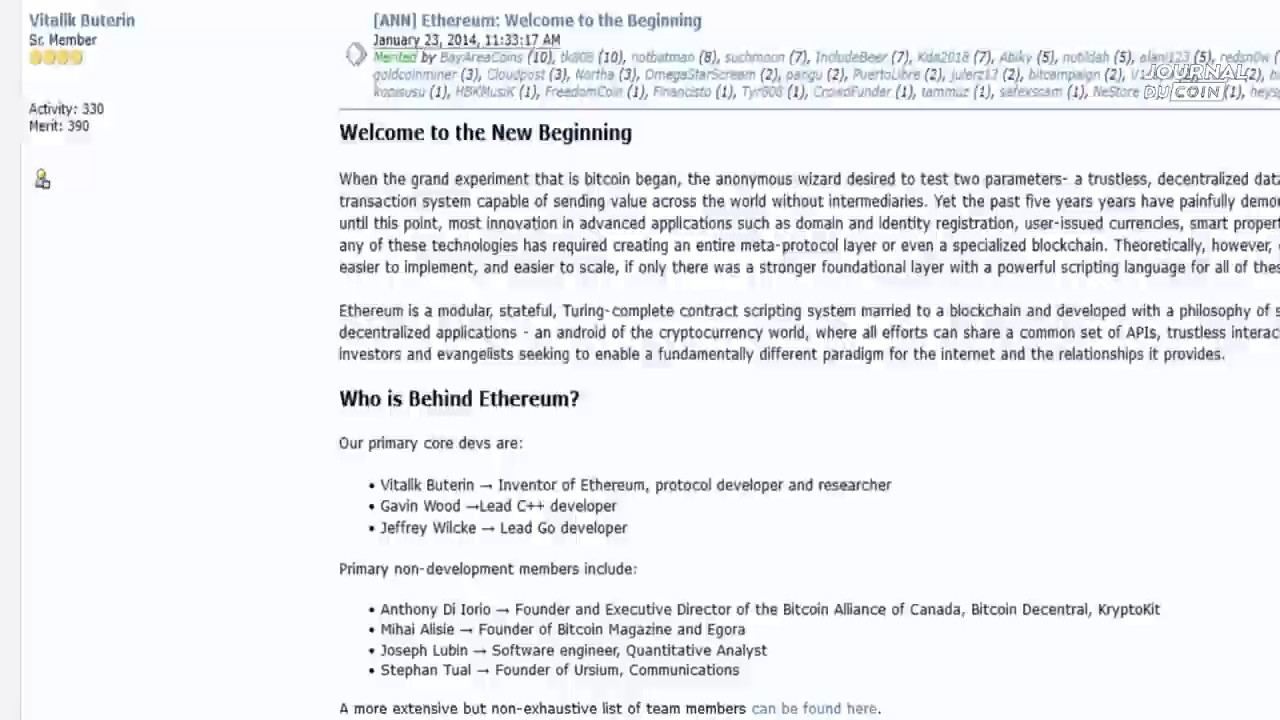 Vitalik Buterin
Sr. Member
Activity: 330
Merit: 390
[ANN] Ethereum: Welcome to the Beginning
January 23, 2014, 11:33:17 AM
Merited by BayAreaCoins (10), tk808 (10), notbatman (8), suchmoon (7), IncludeBeer (7), Kda2018 (7), Abiky (5), nutildah (5), alani123 (5), redsn0w (
goldcoinminer (3), Cloudpost (3), Northa (3), OmegaStarScream (2), pangu (2), PuertoLibre (2), julerz12 (2), bitcampaign (2),
kopsusu (1), HBKMusiK (1), FreedomCoin (1), Financisto (1), Tyr808 (1), CrowdFunder (1), tammuz (1), safexscam (1), NeStore
JOURNAL
DU COIN
Welcome to the New Beginning
When the grand experiment that is bitcoin began, the anonymous wizard desired to test two parameters- a trustless, decentralized data
transaction system capable of sending value across the world without intermediaries. Yet the past five years years have painfully demo
until this point, most innovation in advanced applications such as domain and identity registration, user-issued currencies, smart propert
any of these technologies has required creating an entire meta-protocol layer or even a specialized blockchain. Theoretically, however,
easier to implement, and easier to scale, if only there was a stronger foundational layer with a powerful scripting language for all of thes
Ethereum is a modular, stateful, Turing-complete contract scripting system married to a blockchain and developed with a philosophy of s
decentralized applications - an android of the cryptocurrency world, where all efforts can share a common set of APIs, trustless interac
investors and evangelists seeking to enable a fundamentally different paradigm for the internet and the relationships it provides.
Who is Behind Ethereum?
Our primary core devs are:
• Vitalik Buterin → Inventor of Ethereum, protocol developer and researcher
• Gavin Wood →Lead C++ developer
• Jeffrey Wilcke → Lead Go developer
Primary non-development members include:
• Anthony Di Iorio → Founder and Executive Director of the Bitcoin Alliance of Canada, Bitcoin Decentral, KryptoKit
• Mihai Alisie → Founder of Bitcoin Magazine and Egora
• Joseph Lubin → Software engineer, Quantitative Analyst
• Stephan Tual → Founder of Ursium, Communications
A more extensive but non-exhaustive list of team members can be found here.